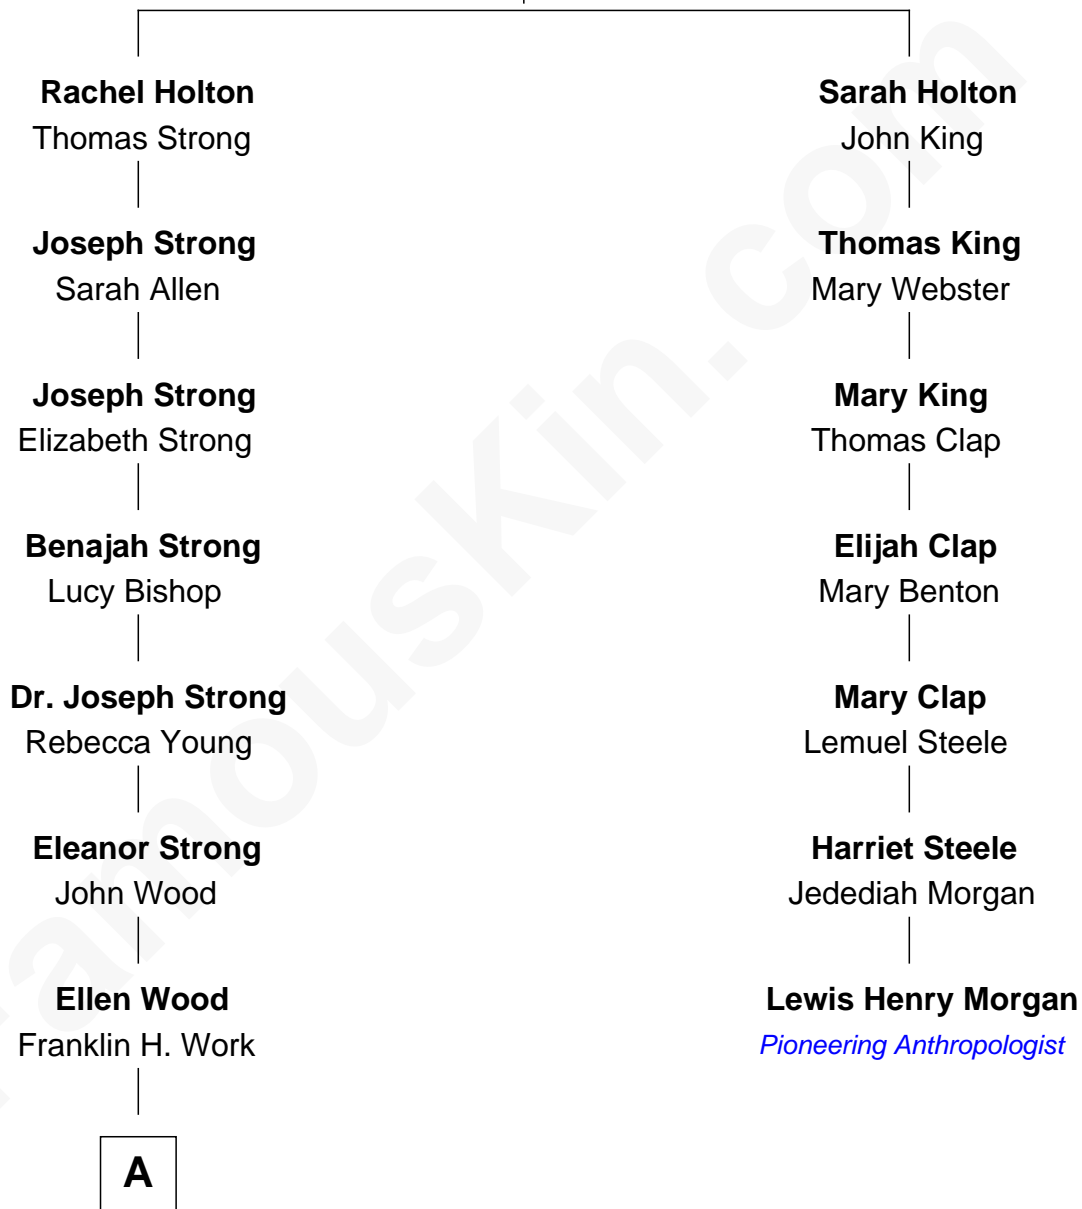 Rachel Holton
Thomas Strong
Sarah Holton
John King
Joseph Strong
Sarah Allen
Thomas King
Mary Webster
Joseph Strong
Elizabeth Strong
Mary King
Thomas Clap
Benajah Strong
Lucy Bishop
Elijah Clap
Mary Benton
Dr. Joseph Strong
Rebecca Young
Mary Clap
Lemuel Steele
Eleanor Strong
John Wood
Harriet Steele
Jedediah Morgan
Ellen Wood
Franklin H. Work
Lewis Henry Morgan
Pioneering Anthropologist
A
FamousKin.com